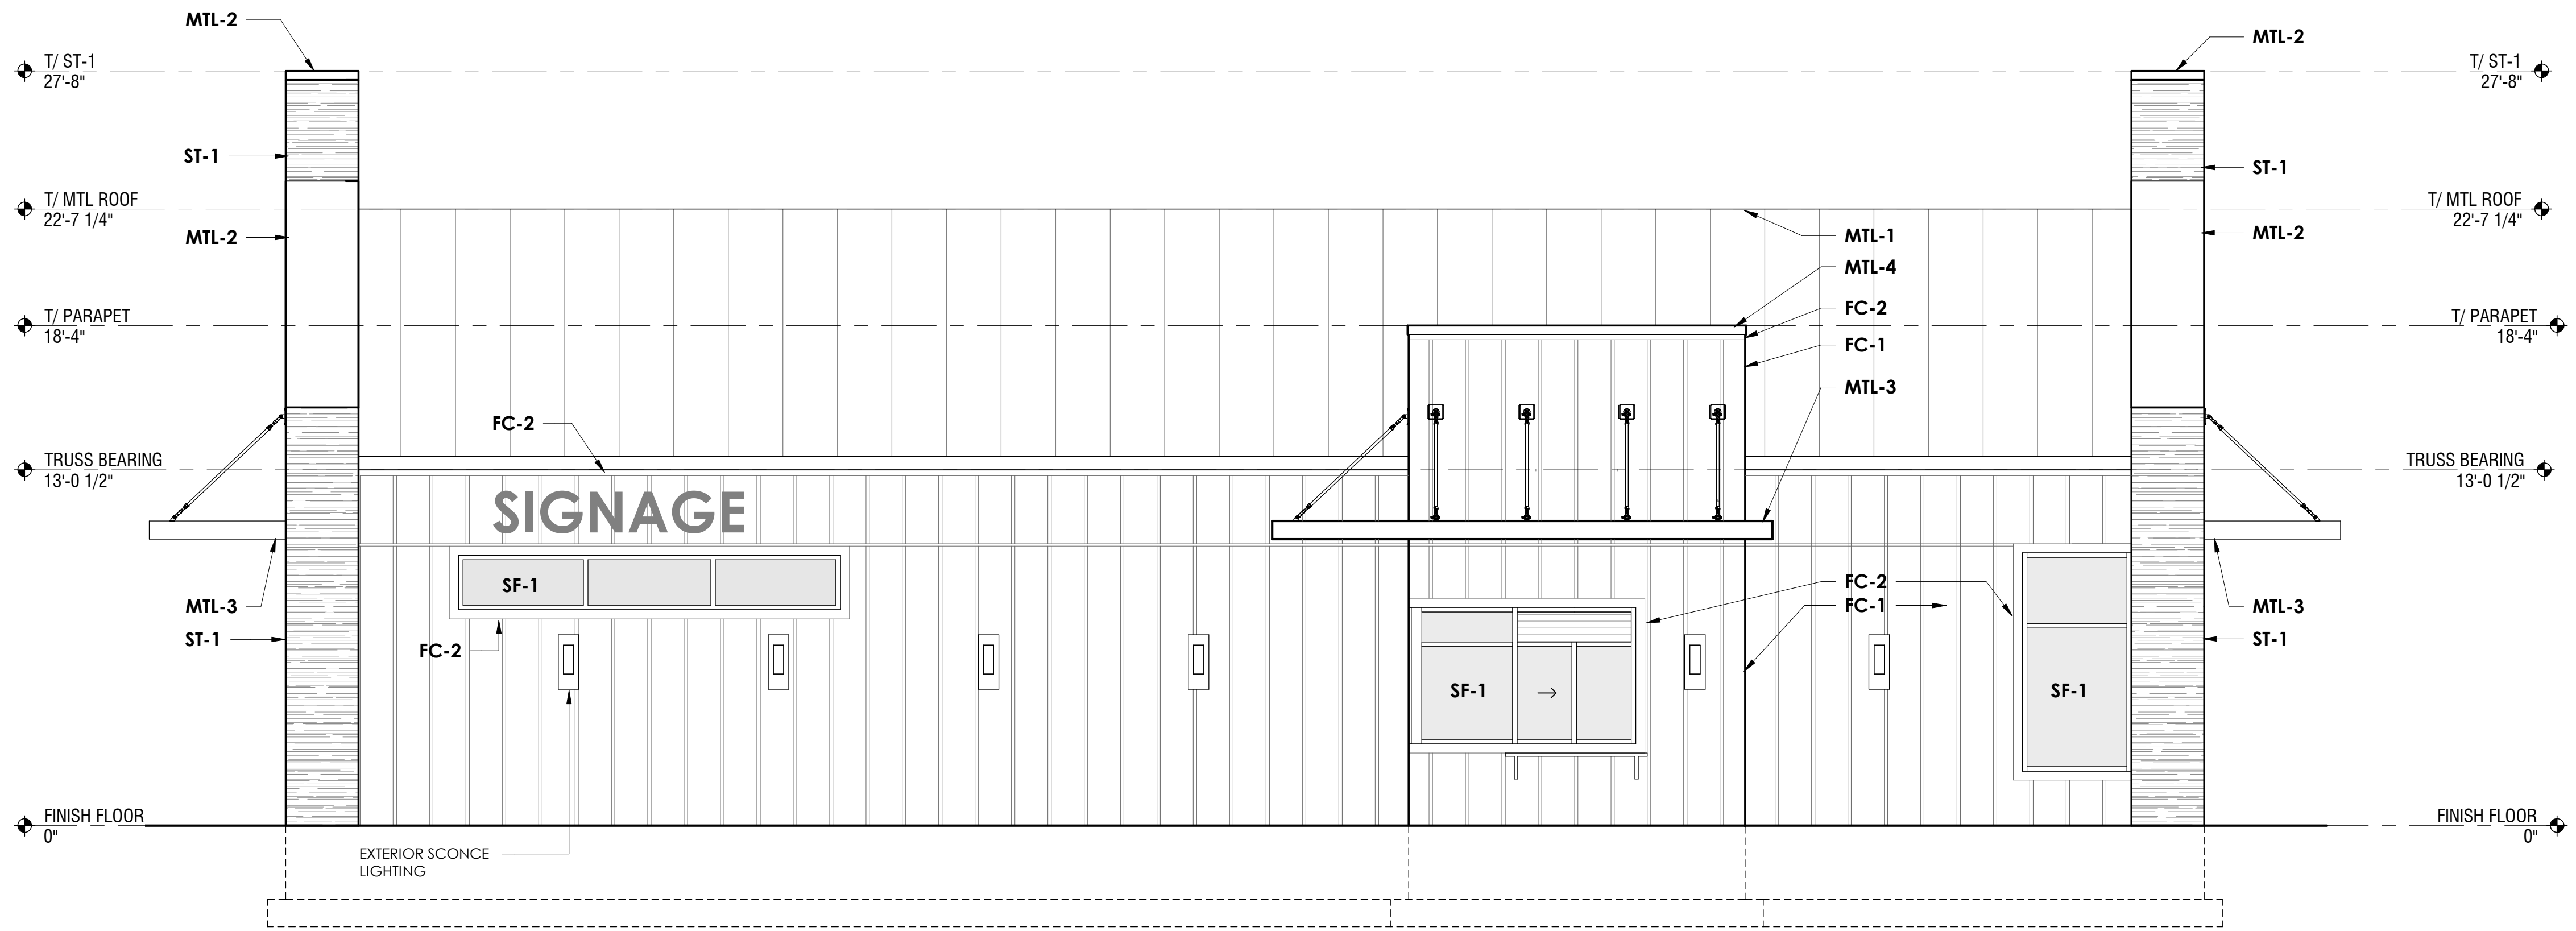 MTL-2
MTL-2
T/ ST-1
27'-8"
T/ ST-1
27'-8"
ST-1
ST-1
T/ MTL ROOF
22'-7 1/4"
T/ MTL ROOF
22'-7 1/4"
MTL-2
MTL-1
MTL-2
MTL-4
FC-2
T/ PARAPET
18'-4"
T/ PARAPET
18'-4"
FC-1
MTL-3
FC-2
TRUSS BEARING
13'-0 1/2"
TRUSS BEARING
13'-0 1/2"
SIGNAGE
SF-1
FC-2
MTL-3
FC-1
MTL-3
ST-1
ST-1
FC-2
SF-1
SF-1
FINISH FLOOR
0"
FINISH FLOOR
0"
EXTERIOR SCONCE
LIGHTING